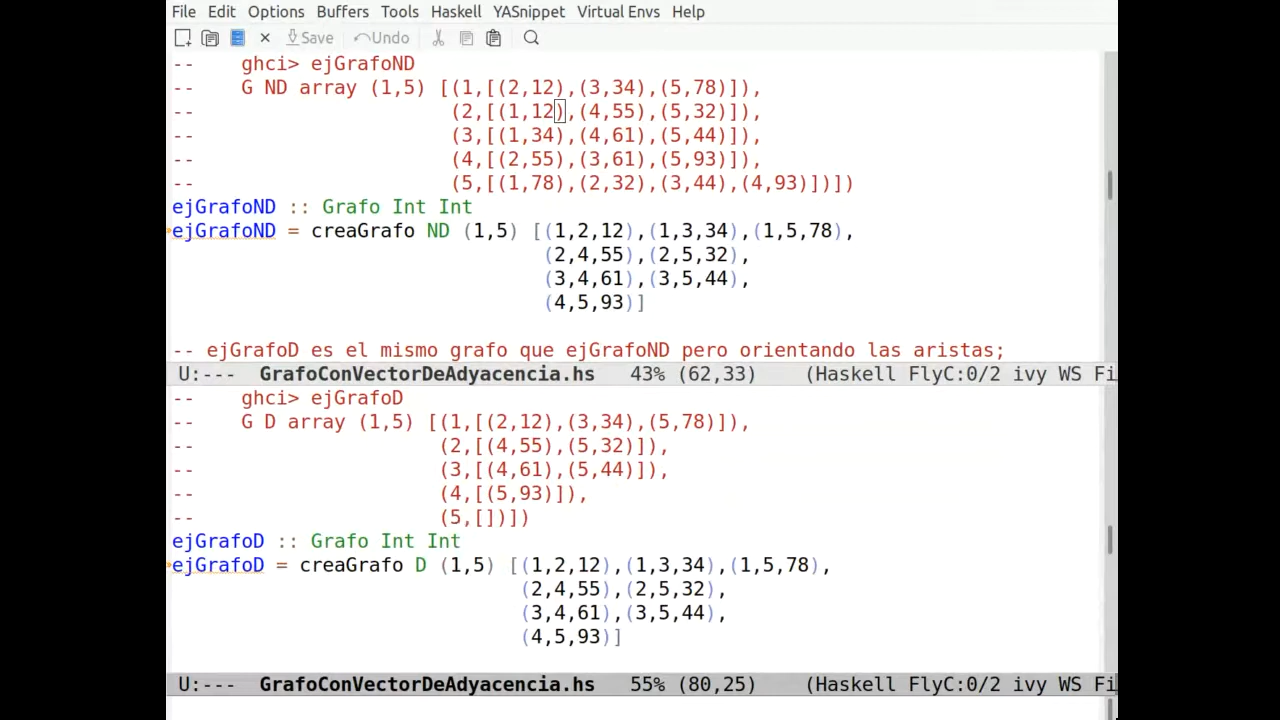 File Edit Options Buffers Tools Haskell YASnippet Virtual Envs Help
Save Undo
--    ghci> ejGrafoND
--    G ND array (1,5) [(1,[(2,12),(3,34),(5,78)]),
--                      (2,[(1,12),(4,55),(5,32)]),
--                      (3,[(1,34),(4,61),(5,44)]),
--                      (4,[(2,55),(3,61),(5,93)]),
--                      (5,[(1,78),(2,32),(3,44),(4,93)])])
ejGrafoND :: Grafo Int Int
ejGrafoND = creaGrafo ND (1,5) [(1,2,12),(1,3,34),(1,5,78),
                                (2,4,55),(2,5,32),
                                (3,4,61),(3,5,44),
                                (4,5,93)]
-- ejGrafoD es el mismo grafo que ejGrafoND pero orientando las aristas;
U:---  GrafoConVectorDeAdyacencia.hs   43% (62,33)    (Haskell FlyC:0/2 ivy WS Fi
--    ghci> ejGrafoD
--    G D array (1,5) [(1,[(2,12),(3,34),(5,78)]),
--                     (2,[(4,55),(5,32)]),
--                     (3,[(4,61),(5,44)]),
--                     (4,[(5,93)]),
--                     (5,[])])
ejGrafoD :: Grafo Int Int
ejGrafoD = creaGrafo D (1,5) [(1,2,12),(1,3,34),(1,5,78),
                              (2,4,55),(2,5,32),
                              (3,4,61),(3,5,44),
                              (4,5,93)]
U:---  GrafoConVectorDeAdyacencia.hs   55% (80,25)    (Haskell FlyC:0/2 ivy WS Fi